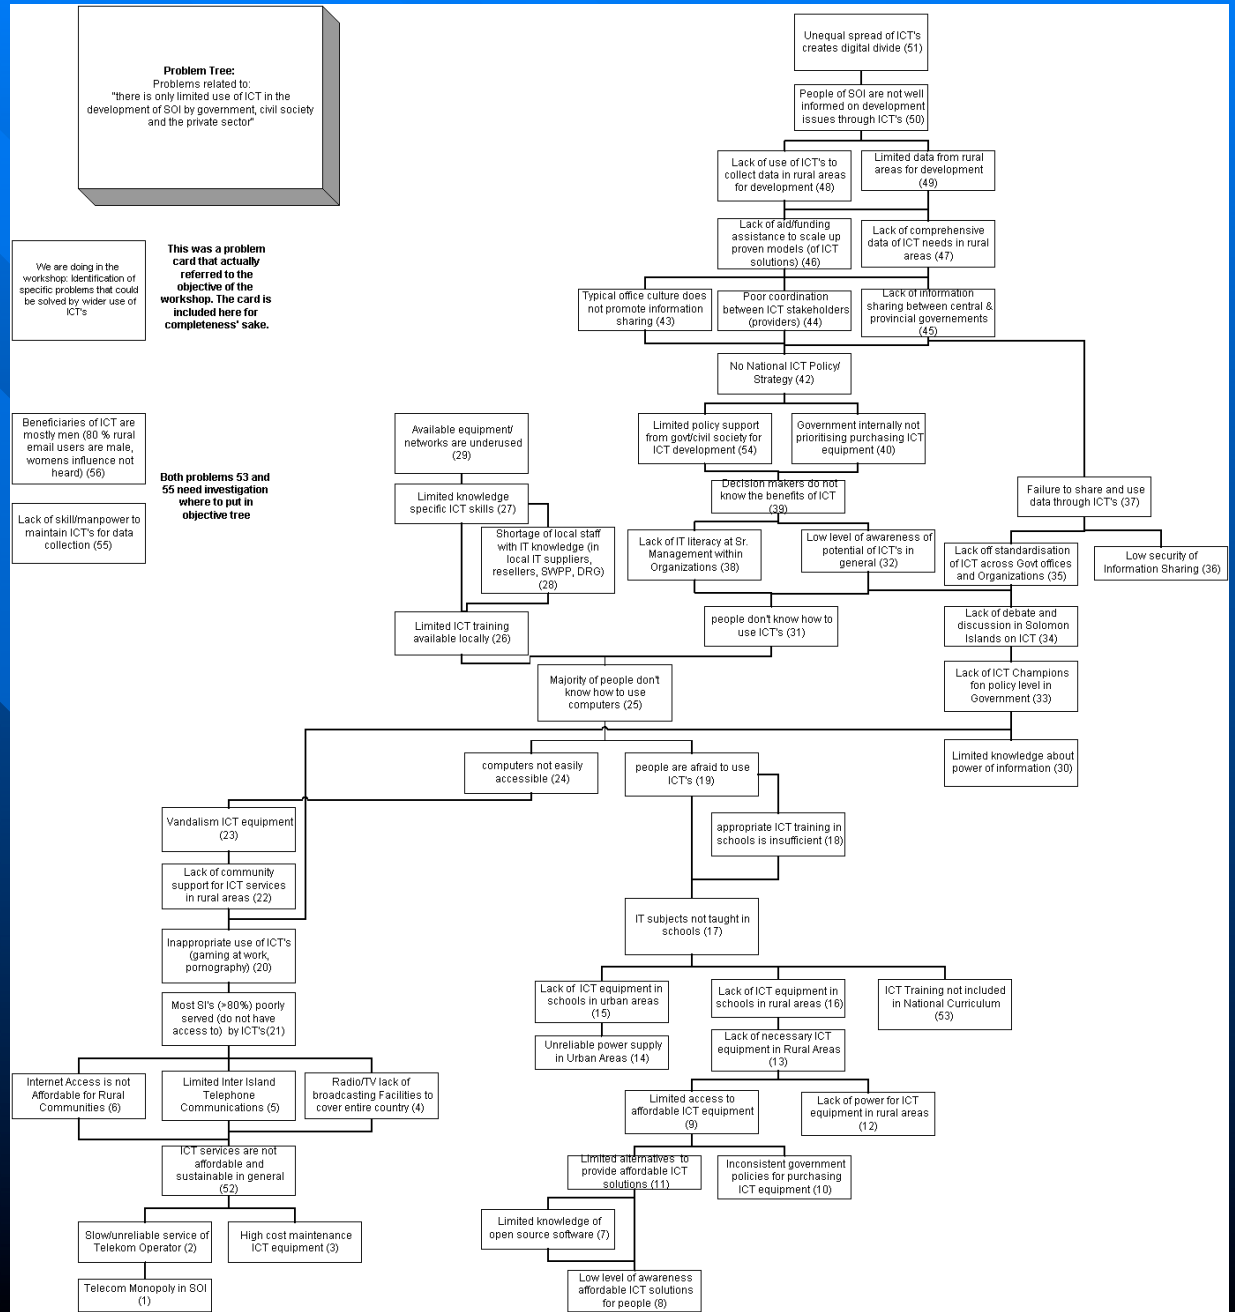 Problem Tree:
Problems related to:
"there is only limited use of ICT in the
development of SOI by government, civil society
and the private sector"
We are doing in the
workshop: Identification of
specific problems that could
be solved by wider use of
ICT's
This was a problem
card that actually
referred to the
objective of the
workshop. The card is
included here for
completeness' sake.
Beneficiaries of ICT are
mostly men (80 % rural
email users are male,
womens influence not
heard) (56)
Lack of skill/manpower to
maintain ICT's for data
collection (55)
Both problems 53 and
55 need investigation
where to put in
objective tree
Unequal spread of ICT's
creates digital divide (51)
People of SOI are not well
informed on development
issues through ICT's (50)
Lack of use of ICT's to
collect data in rural areas
for development (48)
Limited data from rural
areas for development
(49)
Lack of aid/funding
assistance to scale up
proven models (of ICT
solutions) (46)
Lack of comprehensive
data of ICT needs in rural
areas (47)
Typical office culture does
not promote information
sharing (43)
Poor coordination
between ICT stakeholders
(providers) (44)
Lack of information
sharing between central &
provincial governements
(45)
No National ICT Policy/
Strategy (42)
Limited policy support
from govt/civil society for
ICT development (54)
Government internally not
prioritising purchasing ICT
equipment (40)
Decision makers do not
know the benefits of ICT
(39)
Available equipment/
networks are underused
(29)
Limited knowledge
specific ICT skills (27)
Shortage of local staff
with IT knowledge (in
local IT suppliers,
resellers, SWPP, DRG)
(28)
Limited ICT training
available locally (26)
Lack of IT literacy at Sr.
Management within
Organizations (38)
Low level of awareness of
potential of ICT's in
general (32)
people don't know how to
use ICT's (31)
Failure to share and use
data through ICT's (37)
Lack off standardisation
of ICT across Govt offices
and Organizations (35)
Low security of
Information Sharing (36)
Lack of debate and
discussion in Solomon
Islands on ICT (34)
Lack of ICT Champions
fon policy level in
Government (33)
Limited knowledge about
power of information (30)
Majority of people don't
know how to use
computers (25)
computers not easily
accessible (24)
people are afraid to use
ICT's (19)
appropriate ICT training in
schools is insufficient (18)
Vandalism ICT equipment
(23)
Lack of community
support for ICT services
in rural areas (22)
Inappropriate use of ICT's
(gaming at work,
pornography) (20)
Most SI's (>80%) poorly
served (do not have
access to) by ICT's(21)
Internet Access is not
Affordable for Rural
Communities (6)
Limited Inter Island
Telephone
Communications (5)
Radio/TV lack of
broadcasting Facilities to
cover entire country (4)
ICT services are not
affordable and
sustainable in general
(52)
Slow/unreliable service of
Telekom Operator (2)
High cost maintenance
ICT equipment (3)
Telecom Monopoly in SOI
(1)
IT subjects not taught in
schools (17)
Lack of ICT equipment in
schools in urban areas
(15)
Lack of ICT equipment in
schools in rural areas (16)
ICT Training not included
in National Curriculum
(53)
Unreliable power supply
in Urban Areas (14)
Lack of necessary ICT
equipment in Rural Areas
(13)
Limited access to
affordable ICT equipment
(9)
Lack of power for ICT
equipment in rural areas
(12)
Limited alternatives to
provide affordable ICT
solutions (11)
Inconsistent government
policies for purchasing
ICT equipment (10)
Limited knowledge of
open source software (7)
Low level of awareness
affordable ICT solutions
for people (8)